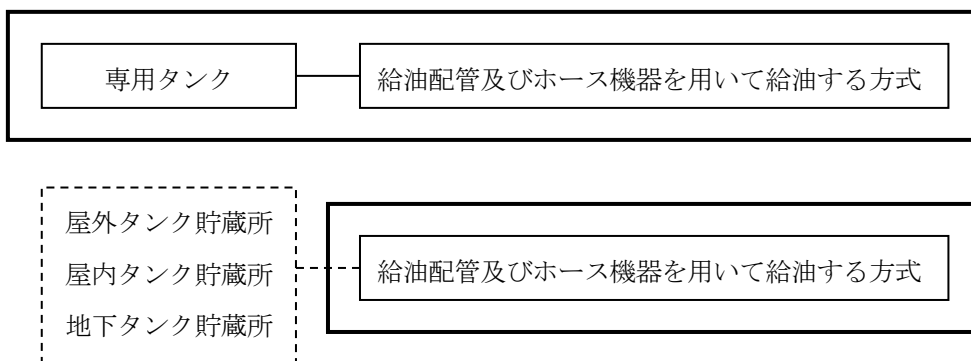 専用タンク
給油配管及びホース機器を用いて給油する方式
屋外タンク貯蔵所
屋内タンク貯蔵所
地下タンク貯蔵所
給油配管及びホース機器を用いて給油する方式